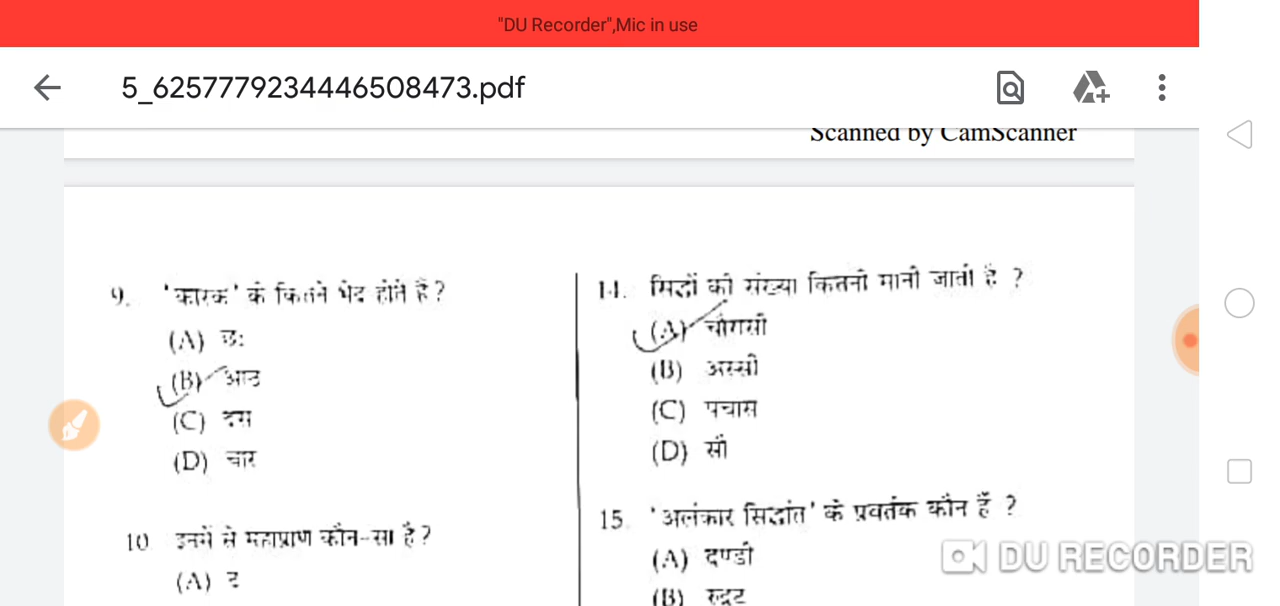 "DU Recorder",Mic in use
5_6257779234446508473.pdf
Scanned by CamScanner
9. 'कारक' के कितने भेद होते हैं?
(A) छः
(B) आठ
(C) दस
(D) चार
10 इनमें से महाप्राण कौन-सा है?
(A) द
14. सिद्धों की संख्या कितनी मानी जाती है ?
(A) चौरासी
(B) अस्सी
(C) पचास
(D) सौ
15. 'अलंकार सिद्धांत' के प्रवर्तक कौन हैं ?
(A) दण्डी
(B) रुद्रट
DU RECORDER